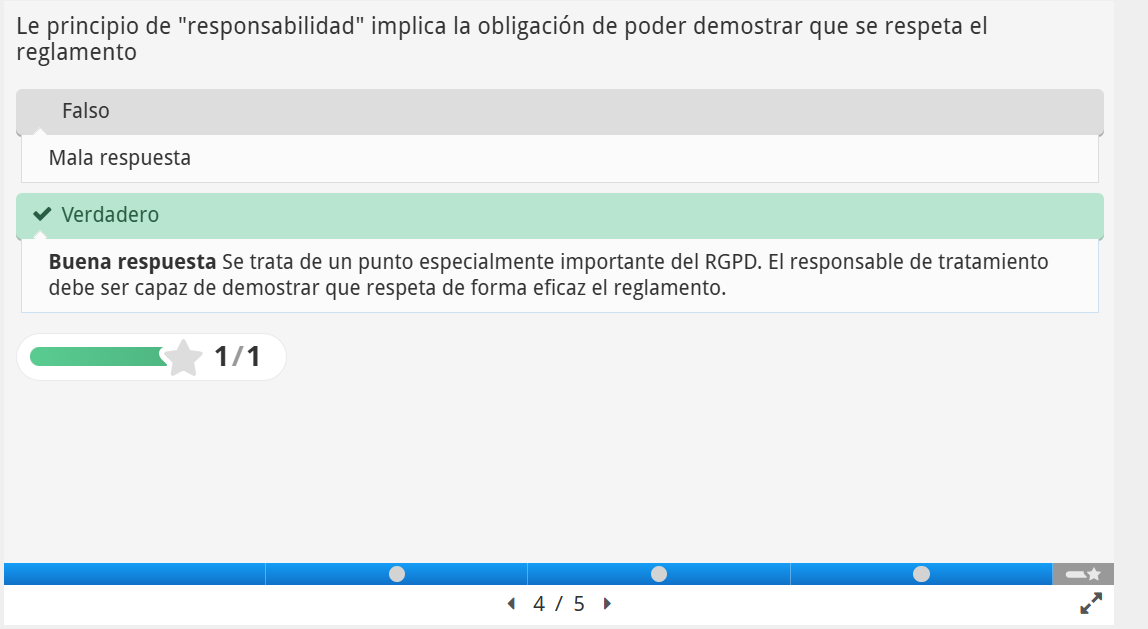 Le principio de "responsabilidad" implica la obligación de poder demostrar que se respeta el
reglamento
Falso
Mala respuesta
Verdadero
Buena respuesta Se trata de un punto especialmente importante del RGPD. El responsable de tratamiento
debe ser capaz de demostrar que respeta de forma eficaz el reglamento.
1/1
4 / 5